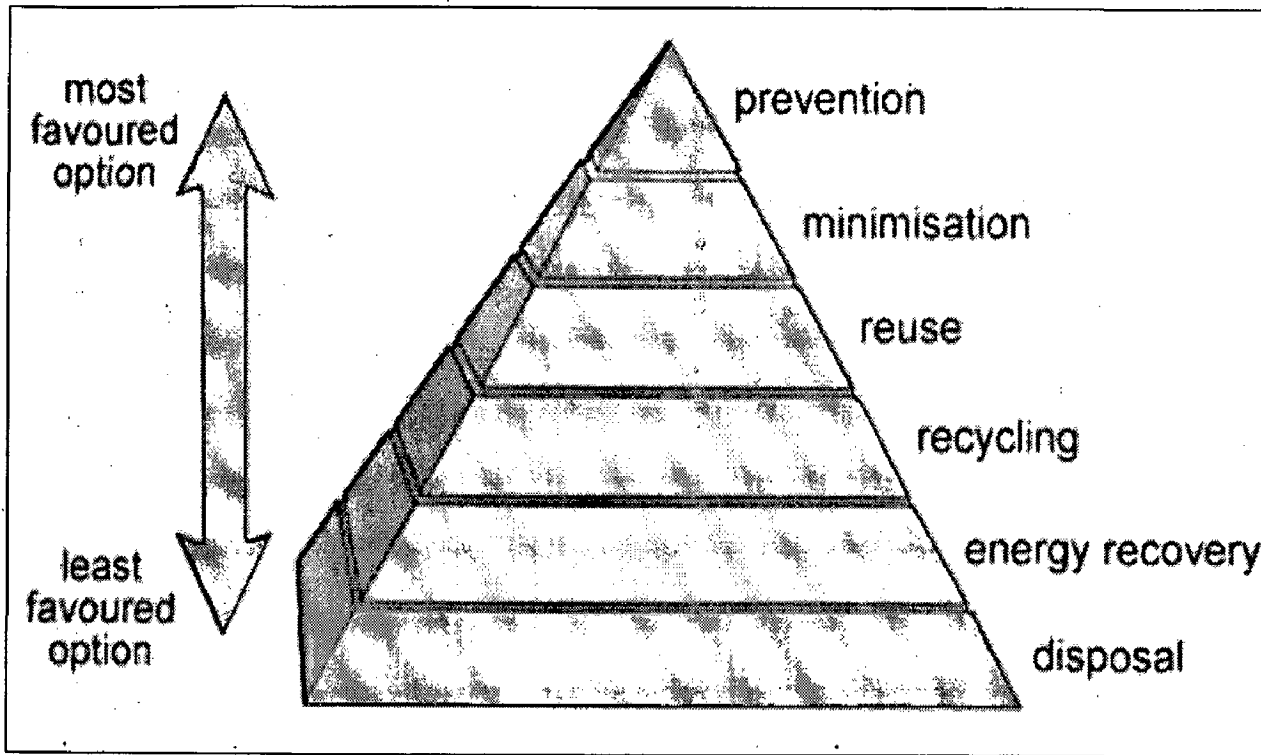 most
favoured
option
prevention
minimisation
reuse
recycling
energy recovery
least
favoured
option
disposal